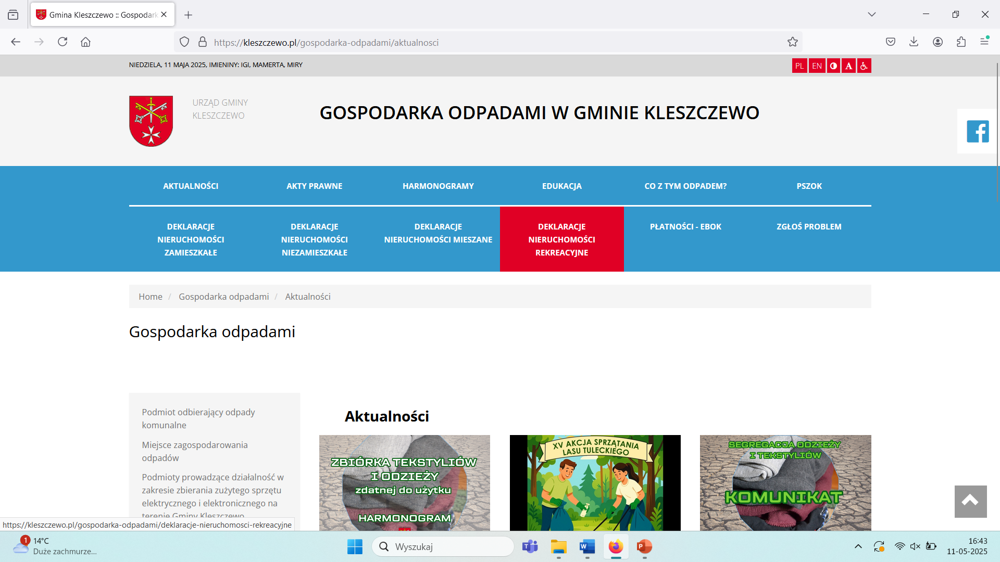 Gmina Kleszczewo :: Gospodark
https://kleszczewo.pl/gospodarka-odpadami/aktualnosci
NIEDZIELA, 11 MAJA 2025, IMIENINY: IGI, MAMERTA, MIRY
PL EN A
URZĄD GMINY
KLESZCZEWO
GOSPODARKA ODPADAMI W GMINIE KLESZCZEWO
AKTUALNOŚCI AKTY PRAWNE HARMONOGRAMY EDUKACJA CO Z TYM ODPADEM? PSZOK
DEKLARACJE
NIERUCHOMOŚCI
ZAMIESZKAŁE
DEKLARACJE
NIERUCHOMOŚCI
NIEZAMIESZKAŁE
DEKLARACJE
NIERUCHOMOŚCI MIESZANE
DEKLARACJE
NIERUCHOMOŚCI
REKREACYJNE
PŁATNOŚCI - EBOK
ZGŁOŚ PROBLEM
Home / Gospodarka odpadami / Aktualności
Gospodarka odpadami
Podmiot odbierający odpady
komunalne
Miejsce zagospodarowania
odpadów
Podmioty prowadzące działalność w
zakresie zbierania zużytego sprzętu
elektrycznego i elektronicznego na
terenie Gminy Kleszczewo
Aktualności
ZBIÓRKA TEKSTYLIÓW
I ODZIEŻY
zdatnej do użytku
HARMONOGRAM
XV AKCJA SPRZĄTANIA
LASU TULECKIEGO
SEGREGACJA ODZIEŻY
I TEKSTYLIÓW
KOMUNIKAT
https://kleszczewo.pl/gospodarka-odpadami/deklaracje-nieruchomosci-rekreacyjne
1
14°C
Duże zachmurze...
Wyszukaj
16:43
11-05-2025